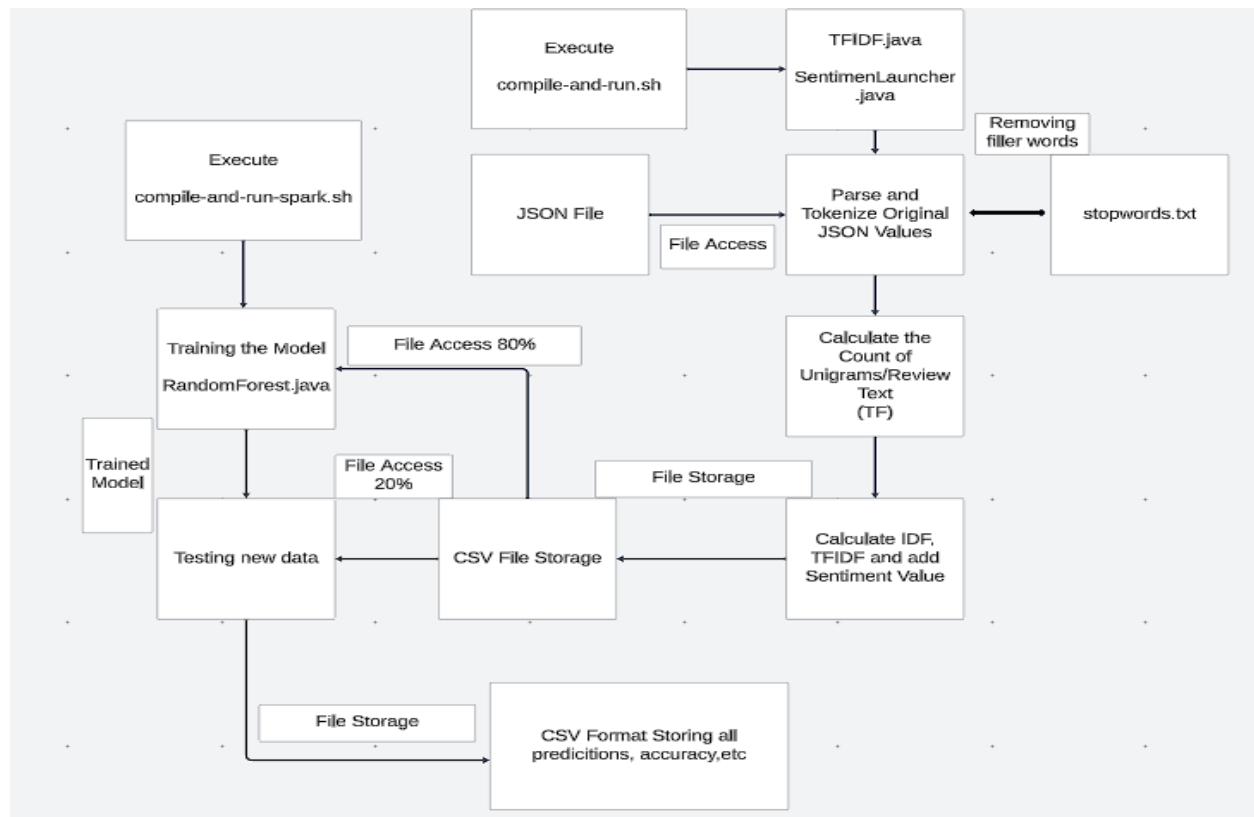 Execute
compile-and-run.sh
TFIDF.java
SentimenLauncher
.java
Removing
filler words
Execute
compile-and-run-spark.sh
JSON File
File Access
Parse and
Tokenize Original
JSON Values
stopwords.txt
Training the Model
RandomForest.java
File Access 80%
Calculate the
Count of
Unigrams/Review
Text
(TF)
Trained
Model
File Access
20%
File Storage
Testing new data
CSV File Storage
Calculate IDF,
TFIDF and add
Sentiment Value
File Storage
CSV Format Storing all
predicitions, accuracy,etc